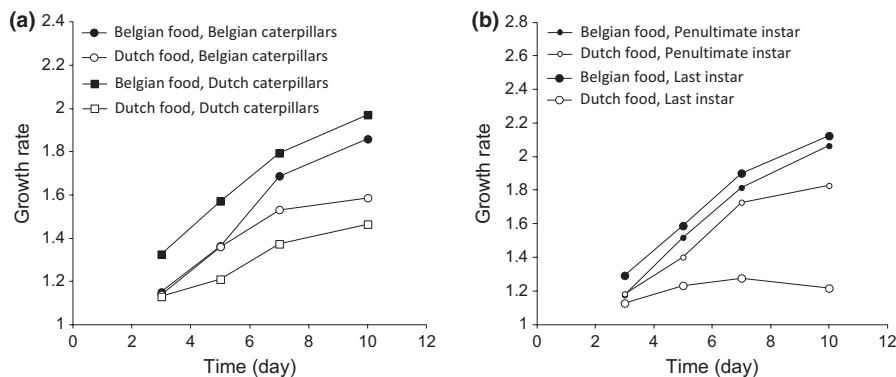 (a)
2.4
2.2
2
1.8
1.6
1.4
1.2
1
Growth rate
Belgian food, Belgian caterpillars
Dutch food, Belgian caterpillars
Belgian food, Dutch caterpillars
Dutch food, Dutch caterpillars
0 2 4 6 8 10 12
Time (day)
(b)
2.8
2.6
2.4
2.2
2
1.8
1.6
1.4
1.2
1
Growth rate
Belgian food, Penultimate instar
Dutch food, Penultimate instar
Belgian food, Last instar
Dutch food, Last instar
0 2 4 6 8 10 12
Time (day)